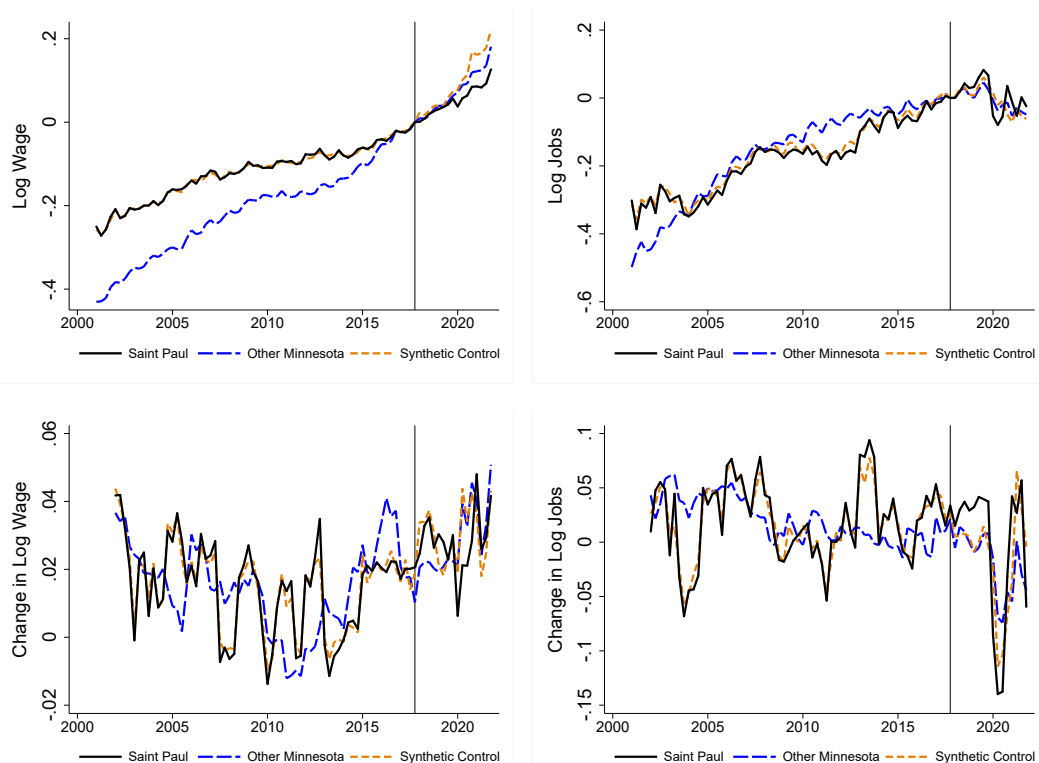 Log Wage
.2
0
-.2
-.4
2000 2005 2010 2015 2020
Saint Paul Other Minnesota Synthetic Control
Log Jobs
.2
0
-.2
-.4
-.6
2000 2005 2010 2015 2020
Saint Paul Other Minnesota Synthetic Control
Change in Log Wage
.06
.04
.02
0
-.02
2000 2005 2010 2015 2020
Saint Paul Other Minnesota Synthetic Control
Change in Log Jobs
.1
.05
0
-.05
-.1
-.15
2000 2005 2010 2015 2020
Saint Paul Other Minnesota Synthetic Control